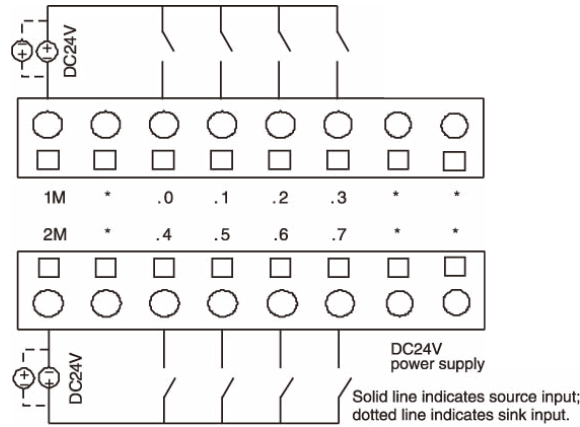 DC24V
1M * .0 .1 .2 .3 * *
2M * .4 .5 .6 .7 * *
DC24V
DC24V
power supply
Solid line indicates source input;
dotted line indicates sink input.